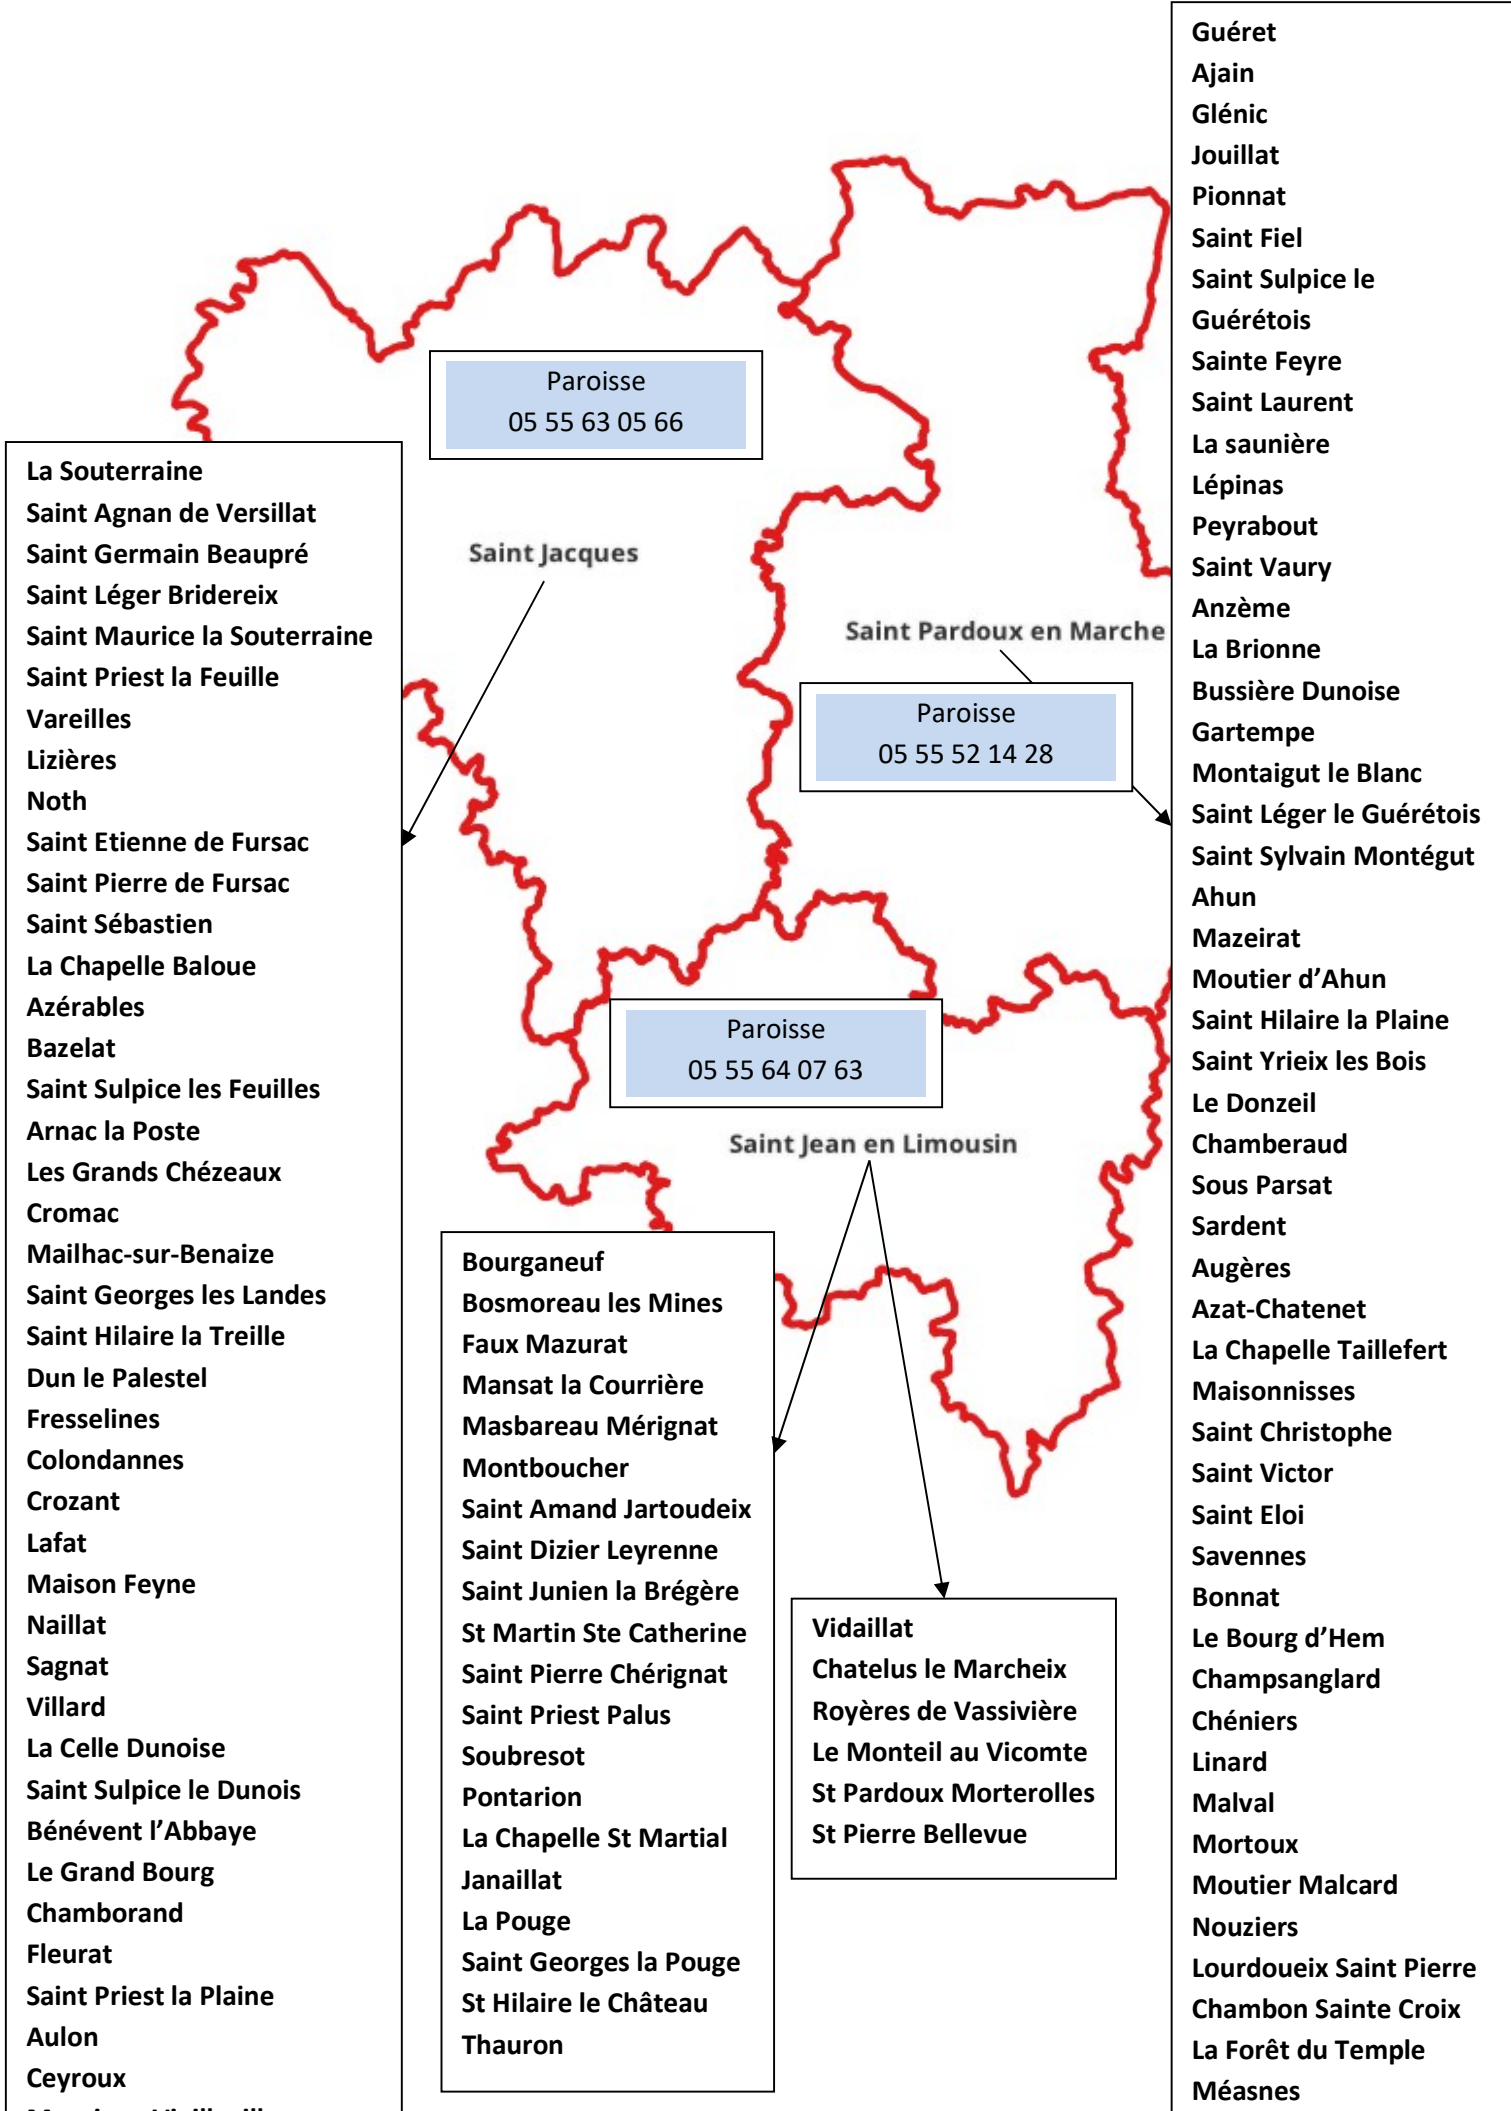 Guéret
Ajain
Glénic
Jouillat
Pionnat
Saint Fiel
Saint Sulpice le
Guérétois
Sainte Feyre
Saint Laurent
La saunière
Lépinas
Peyrabout
Saint Vaury
Anzème
La Brionne
Bussière Dunoise
Gartempe
Montaigut le Blanc
Saint Léger le Guérétois
Saint Sylvain Montégut
Ahun
Mazeirat
Moutier d’Ahun
Saint Hilaire la Plaine
Saint Yrieix les Bois
Le Donzeil
Chamberaud
Sous Parsat
Sardent
Augères
Azat-Chatenet
La Chapelle Taillefert
Maisonnisses
Saint Christophe
Saint Victor
Saint Eloi
Savennes
Bonnat
Le Bourg d’Hem
Champsanglard
Chéniers
Linard
Malval
Mortoux
Moutier Malcard
Nouziers
Lourdoueix Saint Pierre
Chambon Sainte Croix
La Forêt du Temple
Méasnes
Paroisse
05 55 63 05 66
Saint Jacques
La Souterraine
Saint Agnan de Versillat
Saint Germain Beaupré
Saint Léger Bridereix
Saint Maurice la Souterraine
Saint Priest la Feuille
Vareilles
Lizières
Noth
Saint Etienne de Fursac
Saint Pierre de Fursac
Saint Sébastien
La Chapelle Baloue
Azérables
Bazelat
Saint Sulpice les Feuilles
Arnac la Poste
Les Grands Chézeaux
Cromac
Mailhac-sur-Benaize
Saint Georges les Landes
Saint Hilaire la Treille
Dun le Palestel
Fresselines
Colondannes
Crozant
Lafat
Maison Feyne
Naillat
Sagnat
Villard
La Celle Dunoise
Saint Sulpice le Dunois
Bénévent l’Abbaye
Le Grand Bourg
Chamborand
Fleurat
Saint Priest la Plaine
Aulon
Ceyroux
Saint Pardoux en Marche
Paroisse
05 55 52 14 28
Paroisse
05 55 64 07 63
Saint Jean en Limousin
Bourganeuf
Bosmoreau les Mines
Faux Mazurat
Mansat la Courrière
Masbareau Mérignat
Montboucher
Saint Amand Jartoudeix
Saint Dizier Leyrenne
Saint Junien la Brégère
St Martin Ste Catherine
Saint Pierre Chérignat
Saint Priest Palus
Soubresot
Pontarion
La Chapelle St Martial
Janaillat
La Pouge
Saint Georges la Pouge
St Hilaire le Château
Thauron
Vidaillat
Chatelus le Marcheix
Royères de Vassivière
Le Monteil au Vicomte
St Pardoux Morterolles
St Pierre Bellevue